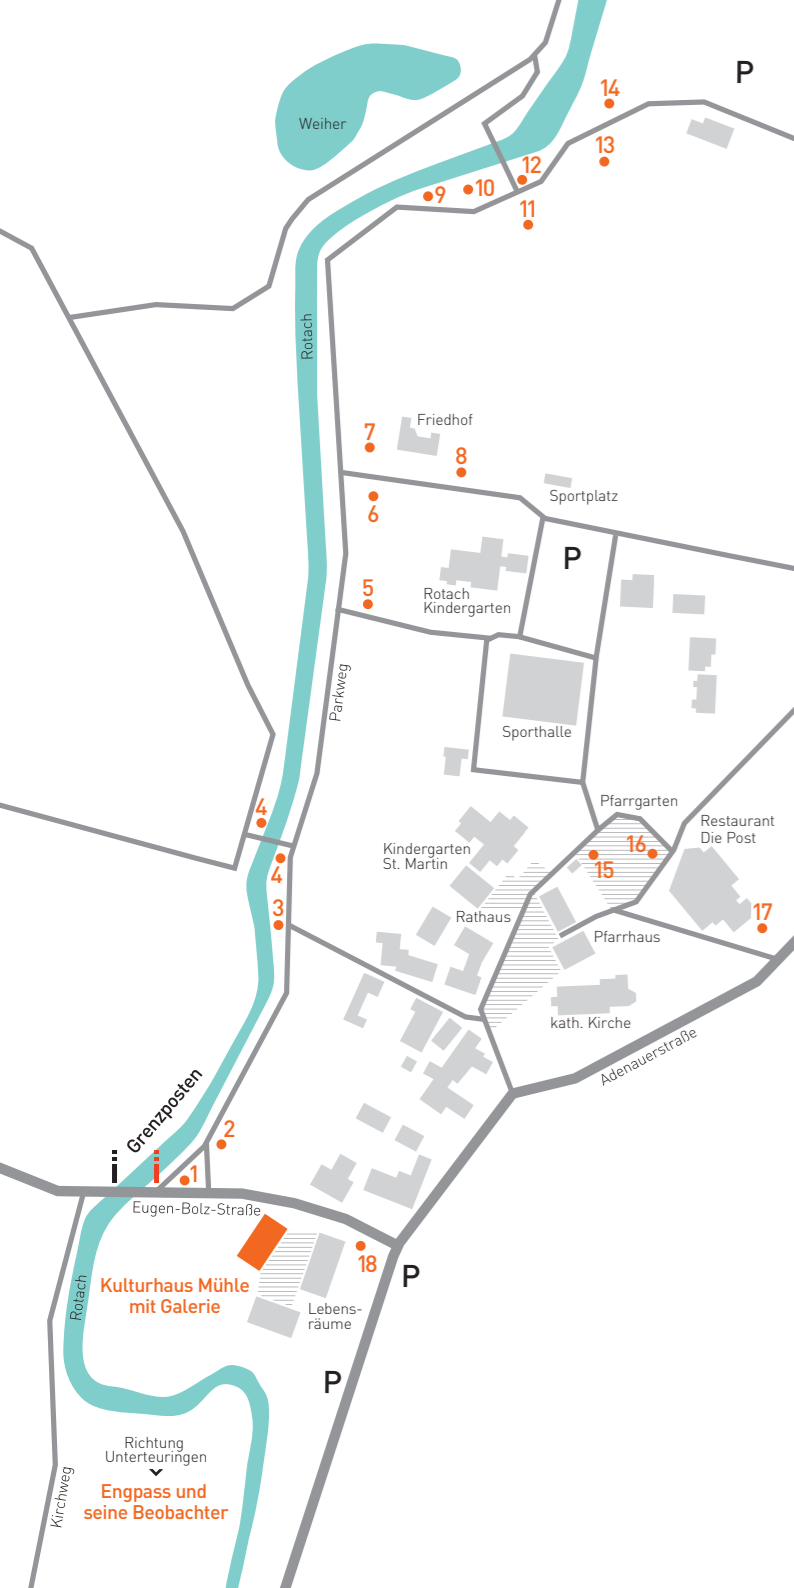 P
14
Weiher
13
12
10
9
11
Rotach
Friedhof
7
8
Sportplatz
6
P
5
Rotach
Kindergarten
Parkweg
Sporthalle
4
Pfarrgarten
Restaurant
Die Post
Kindergarten
St. Martin
16
15
4
3
17
Rathaus
Pfarrhaus
kath. Kirche
Adenauerstraße
Grenzposten
2
1
Eugen-Bolz-Straße
18
P
Kulturhaus Mühle
mit Galerie
Rotach
Lebens-
räume
P
Richtung
Unterteuringen
Engpass und
seine Beobachter
Kirchweg